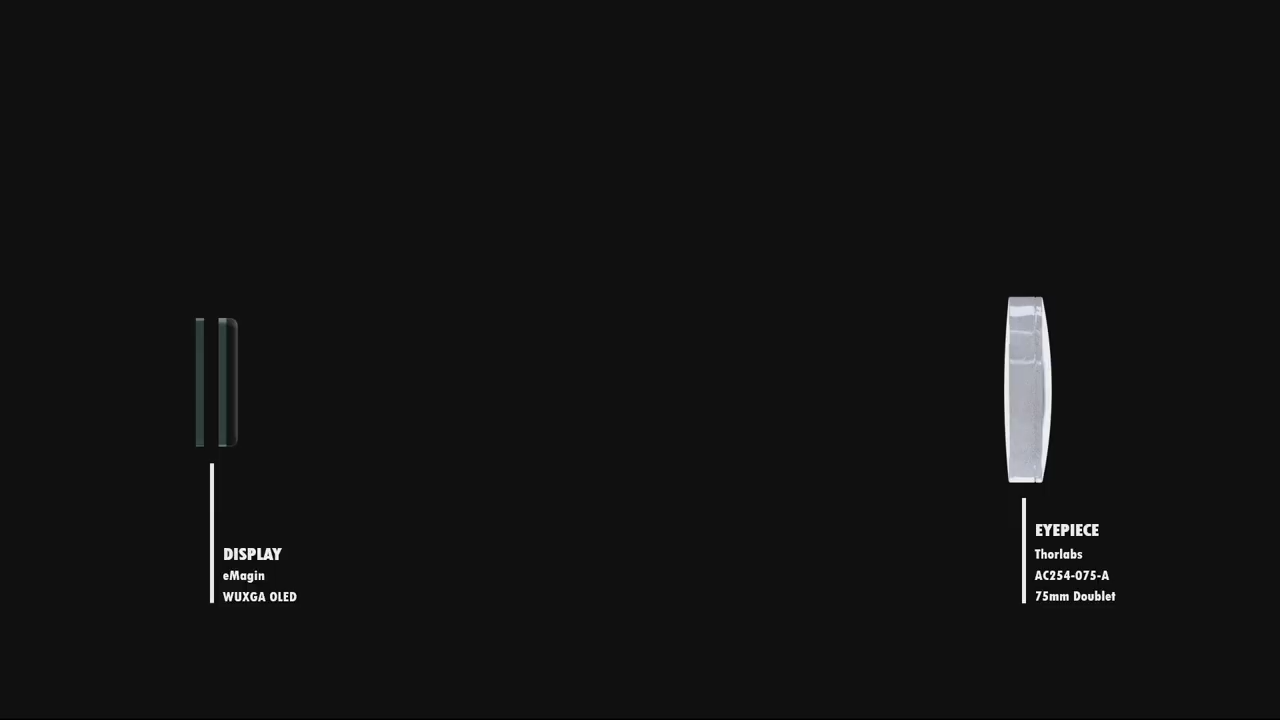 DISPLAY
eMagin
WUXGA OLED
EYEPIECE
Thorlabs
AC254-075-A
75mm Doublet